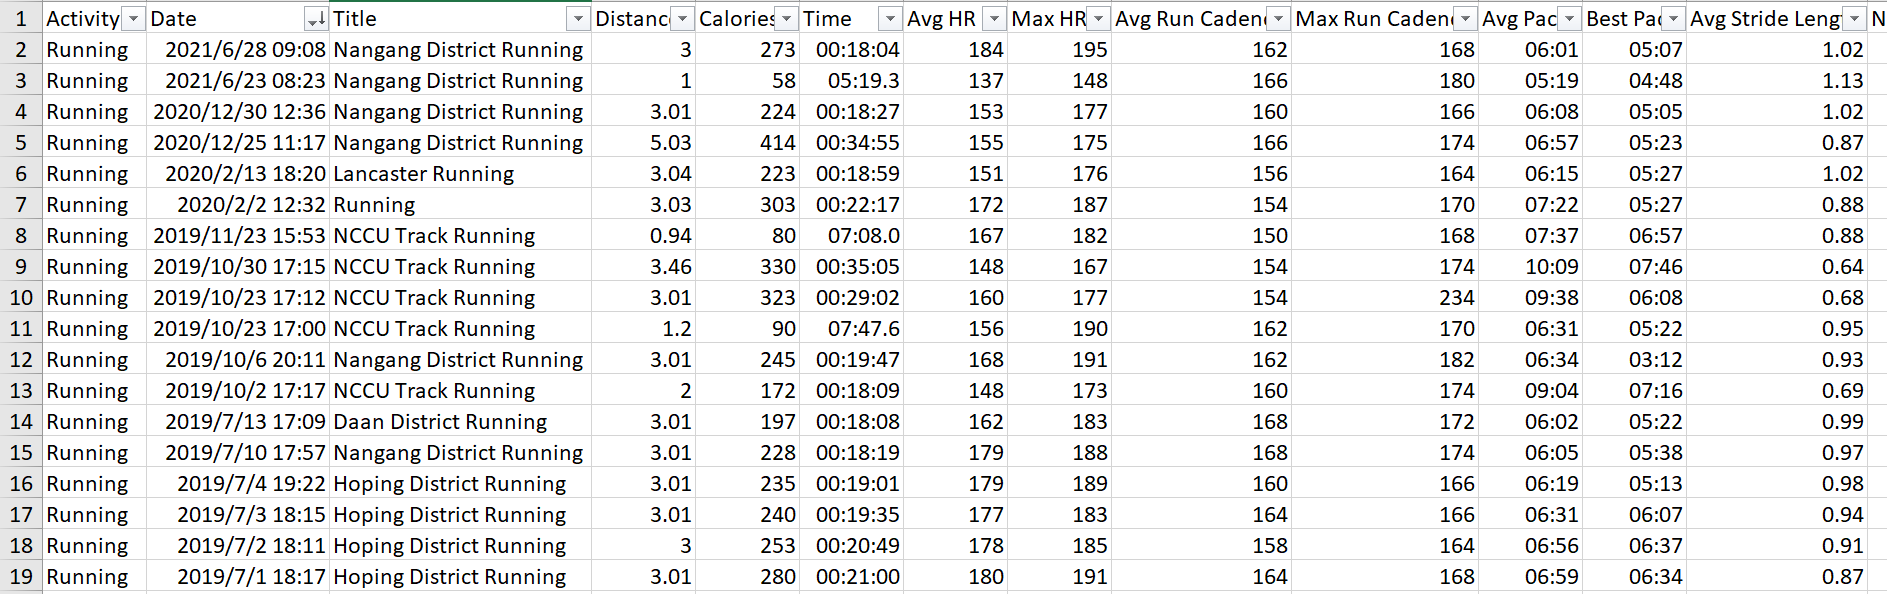 1 Activity Date Title Distanc Calories Time Avg HR Max HR Avg Run Caden Max Run Caden Avg Pac Best Pac Avg Stride Leng N
2 Running 2021/6/28 09:08 Nangang District Running 3 273 00:18:04 184 195 162 168 06:01 05:07 1.02
3 Running 2021/6/23 08:23 Nangang District Running 1 58 05:19.3 137 148 166 180 05:19 04:48 1.13
4 Running 2020/12/30 12:36 Nangang District Running 3.01 224 00:18:27 153 177 160 166 06:08 05:05 1.02
5 Running 2020/12/25 11:17 Nangang District Running 5.03 414 00:34:55 155 175 166 174 06:57 05:23 0.87
6 Running 2020/2/13 18:20 Lancaster Running 3.04 223 00:18:59 151 176 156 164 06:15 05:27 1.02
7 Running 2020/2/2 12:32 Running 3.03 303 00:22:17 172 187 154 170 07:22 05:27 0.88
8 Running 2019/11/23 15:53 NCCU Track Running 0.94 80 07:08.0 167 182 150 168 07:37 06:57 0.88
9 Running 2019/10/30 17:15 NCCU Track Running 3.46 330 00:35:05 148 167 154 174 10:09 07:46 0.64
10 Running 2019/10/23 17:12 NCCU Track Running 3.01 323 00:29:02 160 177 154 234 09:38 06:08 0.68
11 Running 2019/10/23 17:00 NCCU Track Running 1.2 90 07:47.6 156 190 162 170 06:31 05:22 0.95
12 Running 2019/10/6 20:11 Nangang District Running 3.01 245 00:19:47 168 191 162 182 06:34 03:12 0.93
13 Running 2019/10/2 17:17 NCCU Track Running 2 172 00:18:09 148 173 160 174 09:04 07:16 0.69
14 Running 2019/7/13 17:09 Daan District Running 3.01 197 00:18:08 162 183 168 172 06:02 05:22 0.99
15 Running 2019/7/10 17:57 Nangang District Running 3.01 228 00:18:19 179 188 168 174 06:05 05:38 0.97
16 Running 2019/7/4 19:22 Hoping District Running 3.01 235 00:19:01 179 189 160 166 06:19 05:13 0.98
17 Running 2019/7/3 18:15 Hoping District Running 3.01 240 00:19:35 177 183 164 166 06:31 06:07 0.94
18 Running 2019/7/2 18:11 Hoping District Running 3 253 00:20:49 178 185 158 164 06:56 06:37 0.91
19 Running 2019/7/1 18:17 Hoping District Running 3.01 280 00:21:00 180 191 164 168 06:59 06:34 0.87